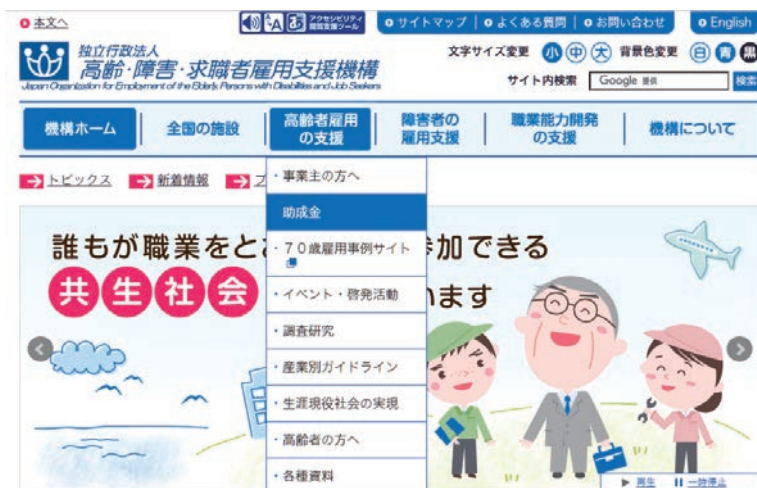 本文へ
アクセシビリティ
閲覧支援ツール
サイトマップ
よくある質問
お問い合わせ
English
独立行政法人
高齢・障害・求職者雇用支援機構
Japan Organization for Employment of the Elderly, Persons with Disabilities and Job Seekers
文字サイズ変更 小 中 大 背景色変更 白 青 黒
サイト内検索 Google 提供 検索
機構ホーム
全国の施設
高齢者雇用
の支援
障害者の
雇用支援
職業能力開発
の支援
機構について
トピックス
新着情報
・事業主の方へ
助成金
・70歳雇用事例サイト
・イベント・啓発活動
・調査研究
・産業別ガイドライン
・生涯現役社会の実現
・高齢者の方へ
・各種資料
誰もが職業をと
参加できる
共生社会
います
再生
一時停止